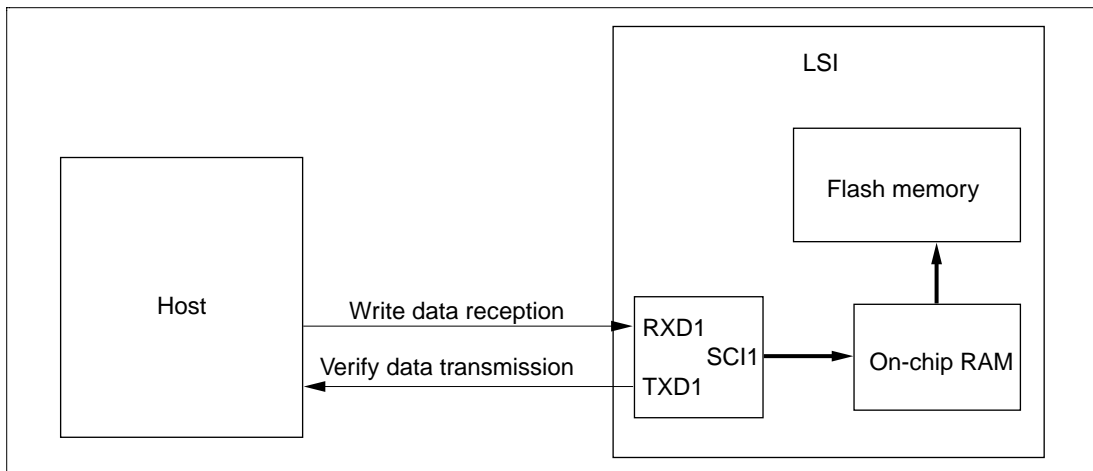 LSI
Flash memory
Host
Write data reception
RXD1
SCI1
On-chip RAM
Verify data transmission
TXD1